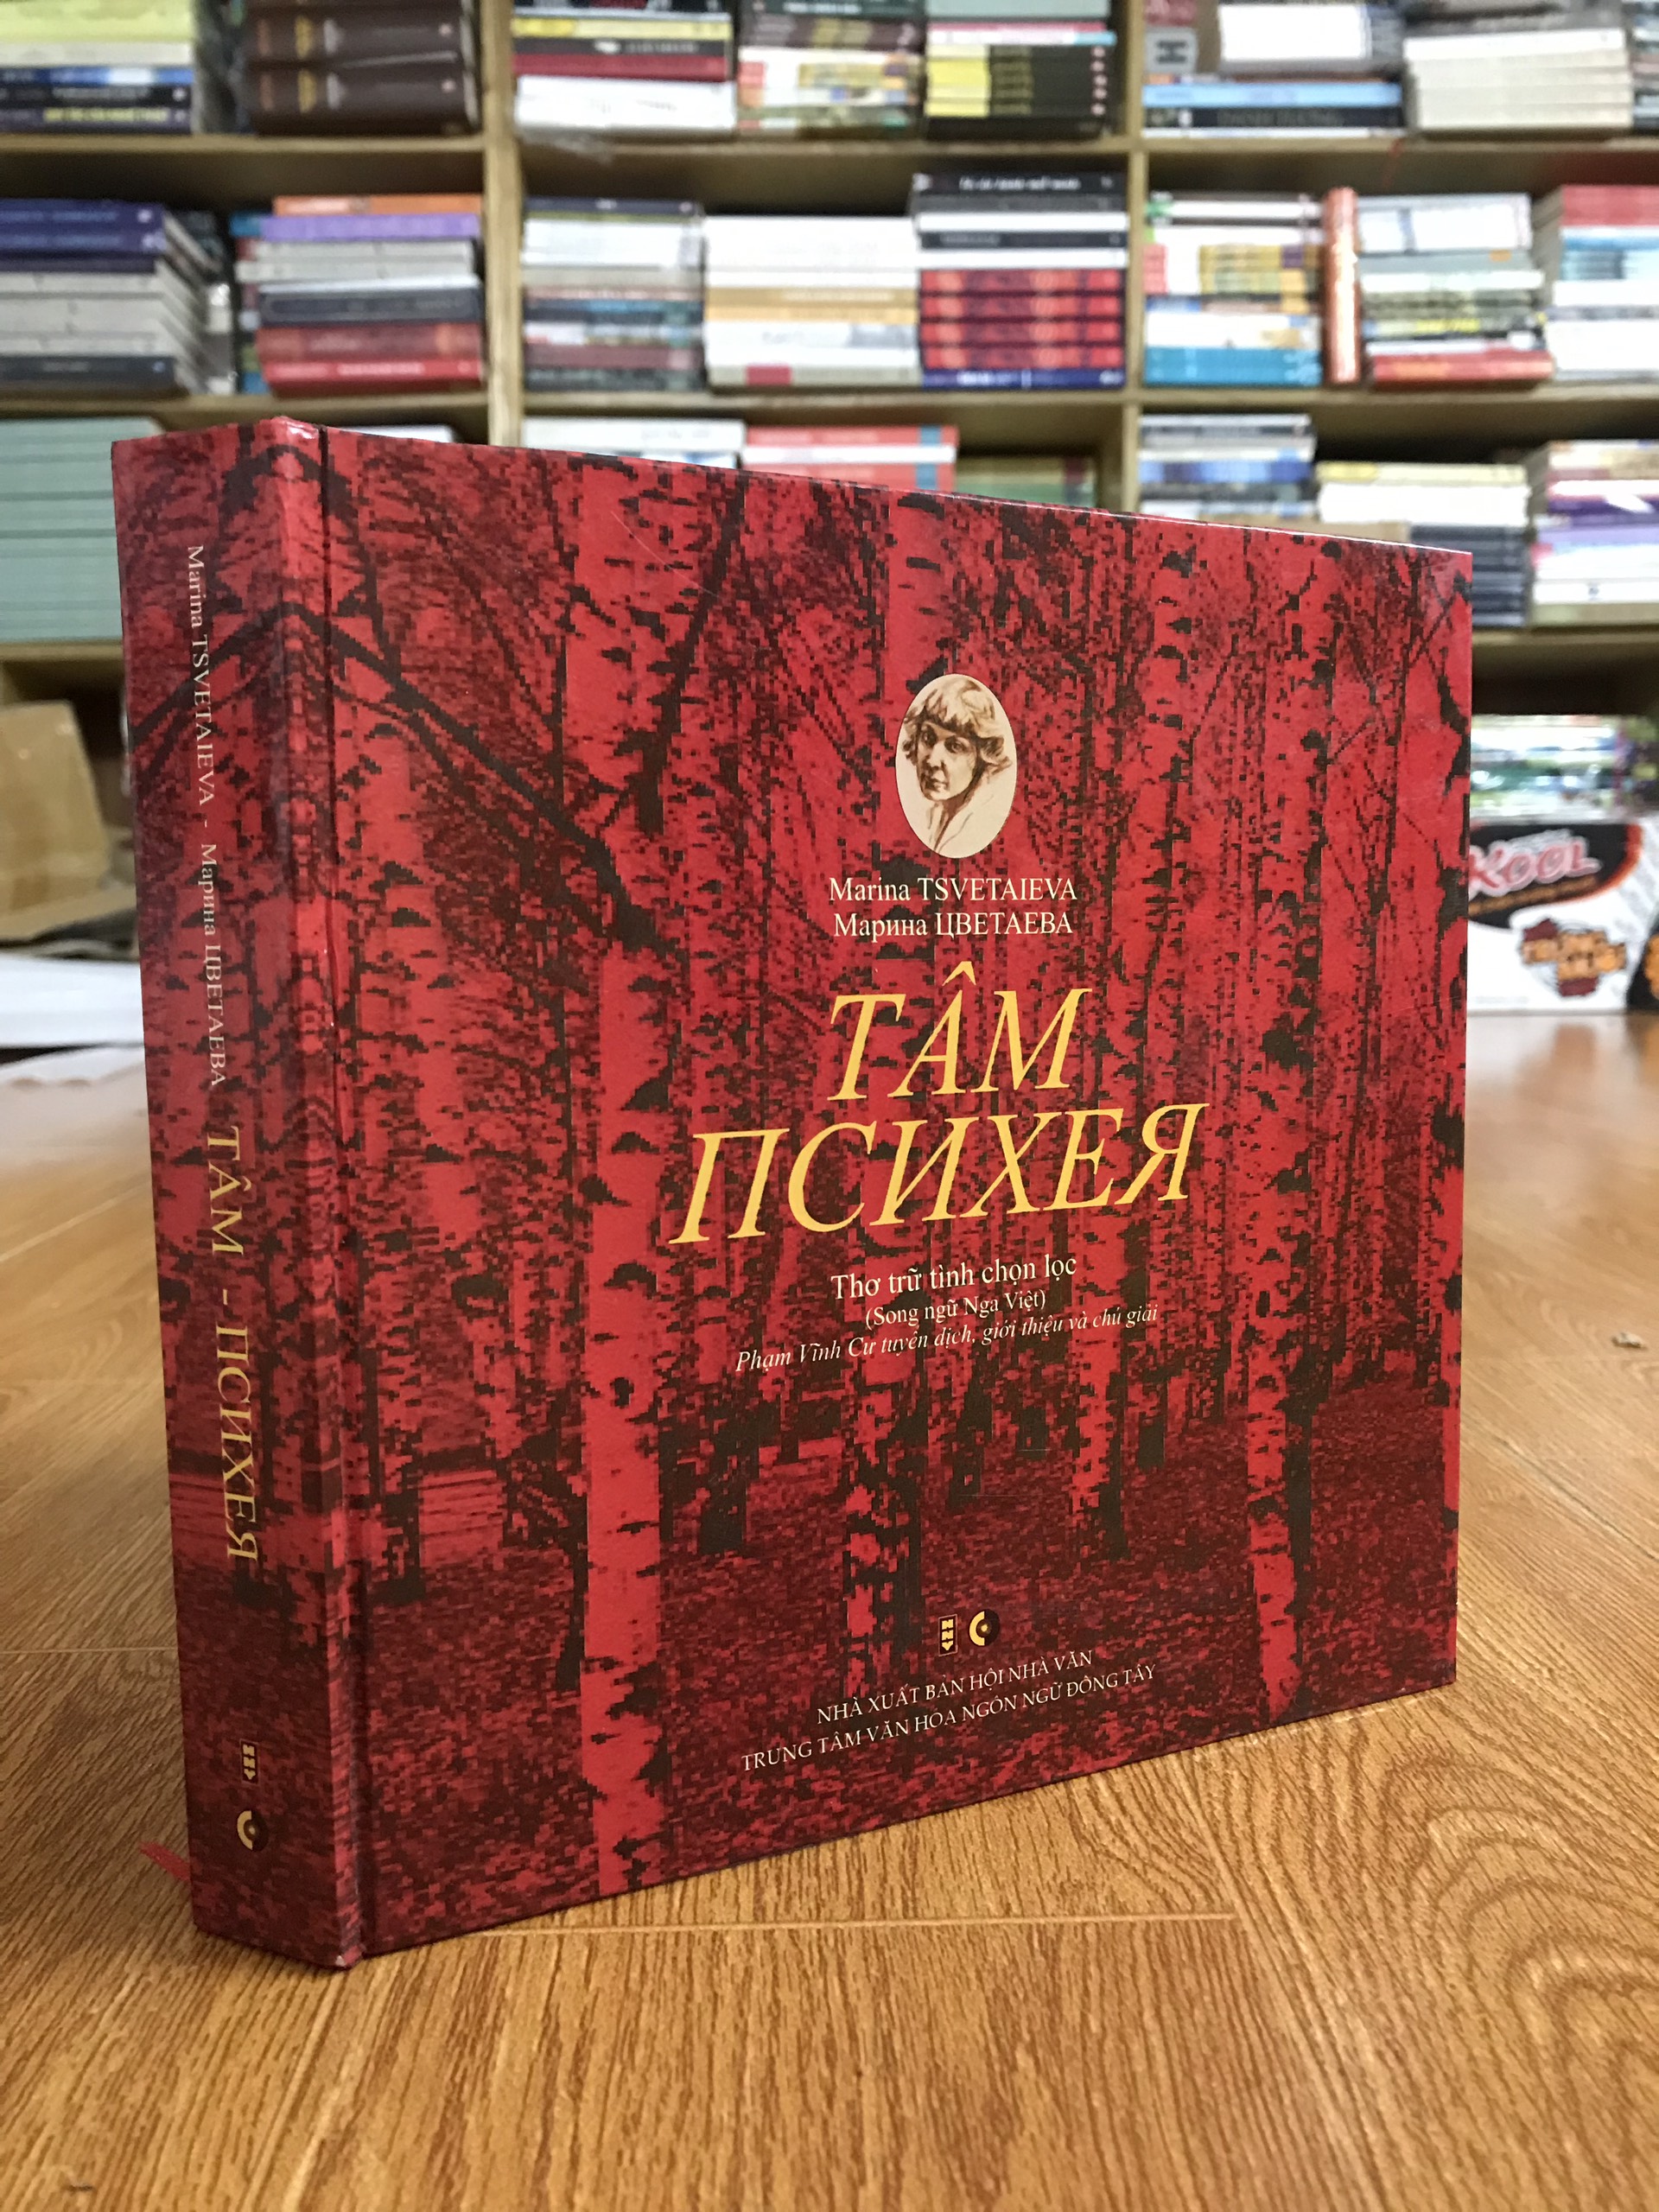 Marina TSVETAIEVA - Марина ЦВЕТАЕВА TÂM - ПСИХЕЯ
Marina TSVETAIEVA
Марина ЦВЕТАЕВА
TÂM
ПСИХЕЯ
Thơ trữ tình chọn lọc
(Song ngữ Nga Việt)
Phạm Vĩnh Cư tuyển dịch, giới thiệu và chú giải
NHÀ XUẤT BẢN HỘI NHÀ VĂN
TRUNG TÂM VĂN HÓA NGÔN NGỮ ĐÔNG TÂY
KOOL